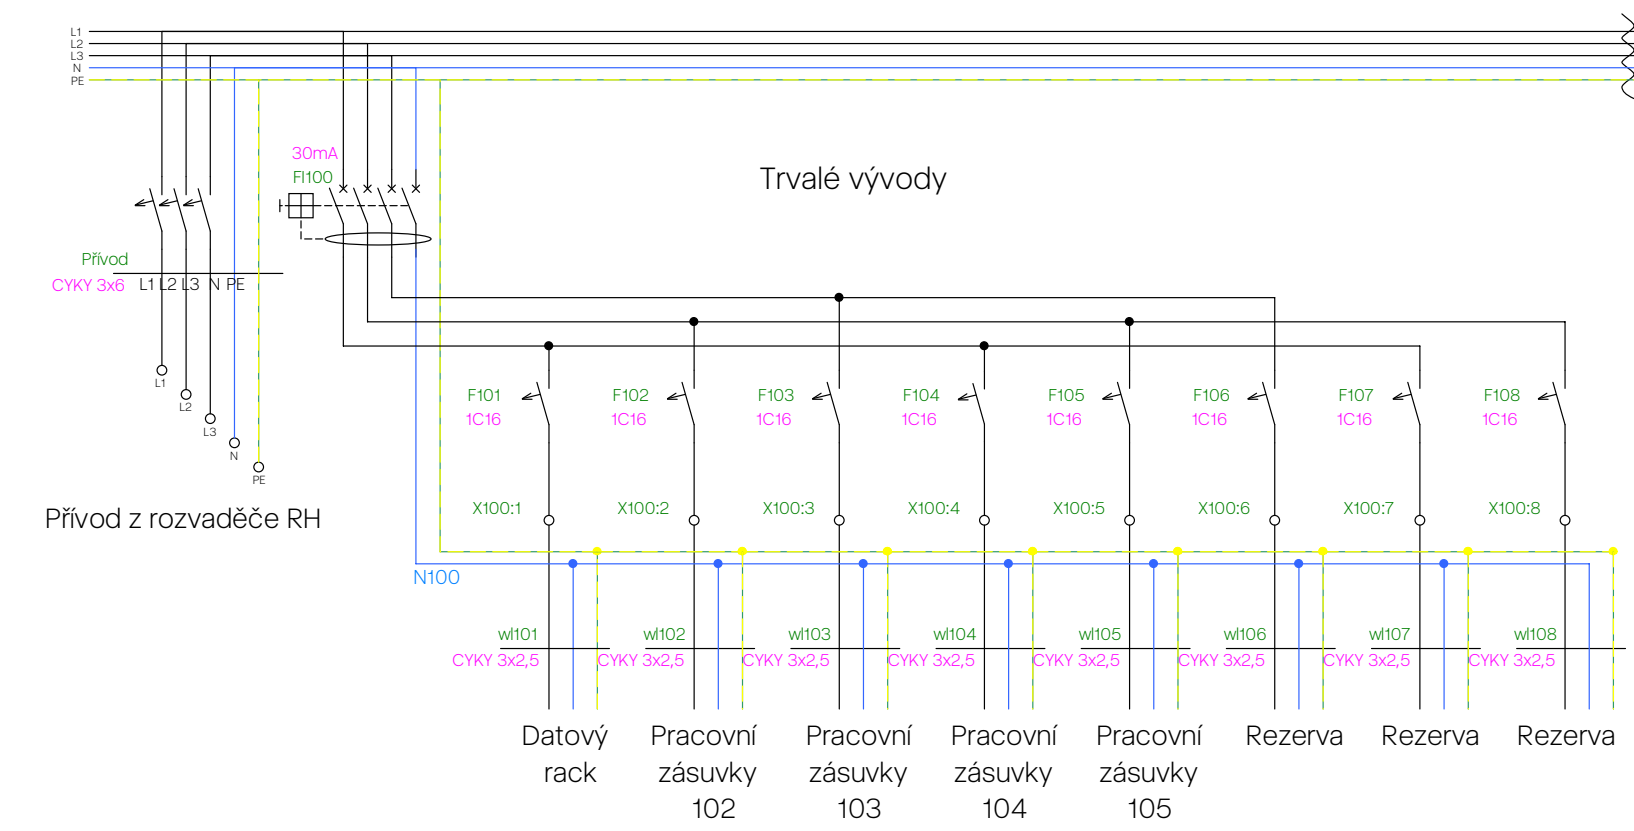 L1
L2
L3
N
PE
30mA
FI100
Trvalé vývody
Přívod
CYKY 3x6
L1 L2 L3 N PE
L1
L2
L3
N
PE
Přívod z rozvaděče RH
F101
1C16
F102
1C16
F103
1C16
F104
1C16
F105
1C16
F106
1C16
F107
1C16
F108
1C16
X100:1
X100:2
X100:3
X100:4
X100:5
X100:6
X100:7
X100:8
N100
wl101
CYKY 3x2,5
wl102
CYKY 3x2,5
wl103
CYKY 3x2,5
wl104
CYKY 3x2,5
wl105
CYKY 3x2,5
wl106
CYKY 3x2,5
wl107
CYKY 3x2,5
wl108
CYKY 3x2,5
Datový
rack
Pracovní
zásuvky
102
Pracovní
zásuvky
103
Pracovní
zásuvky
104
Pracovní
zásuvky
105
Rezerva
Rezerva
Rezerva